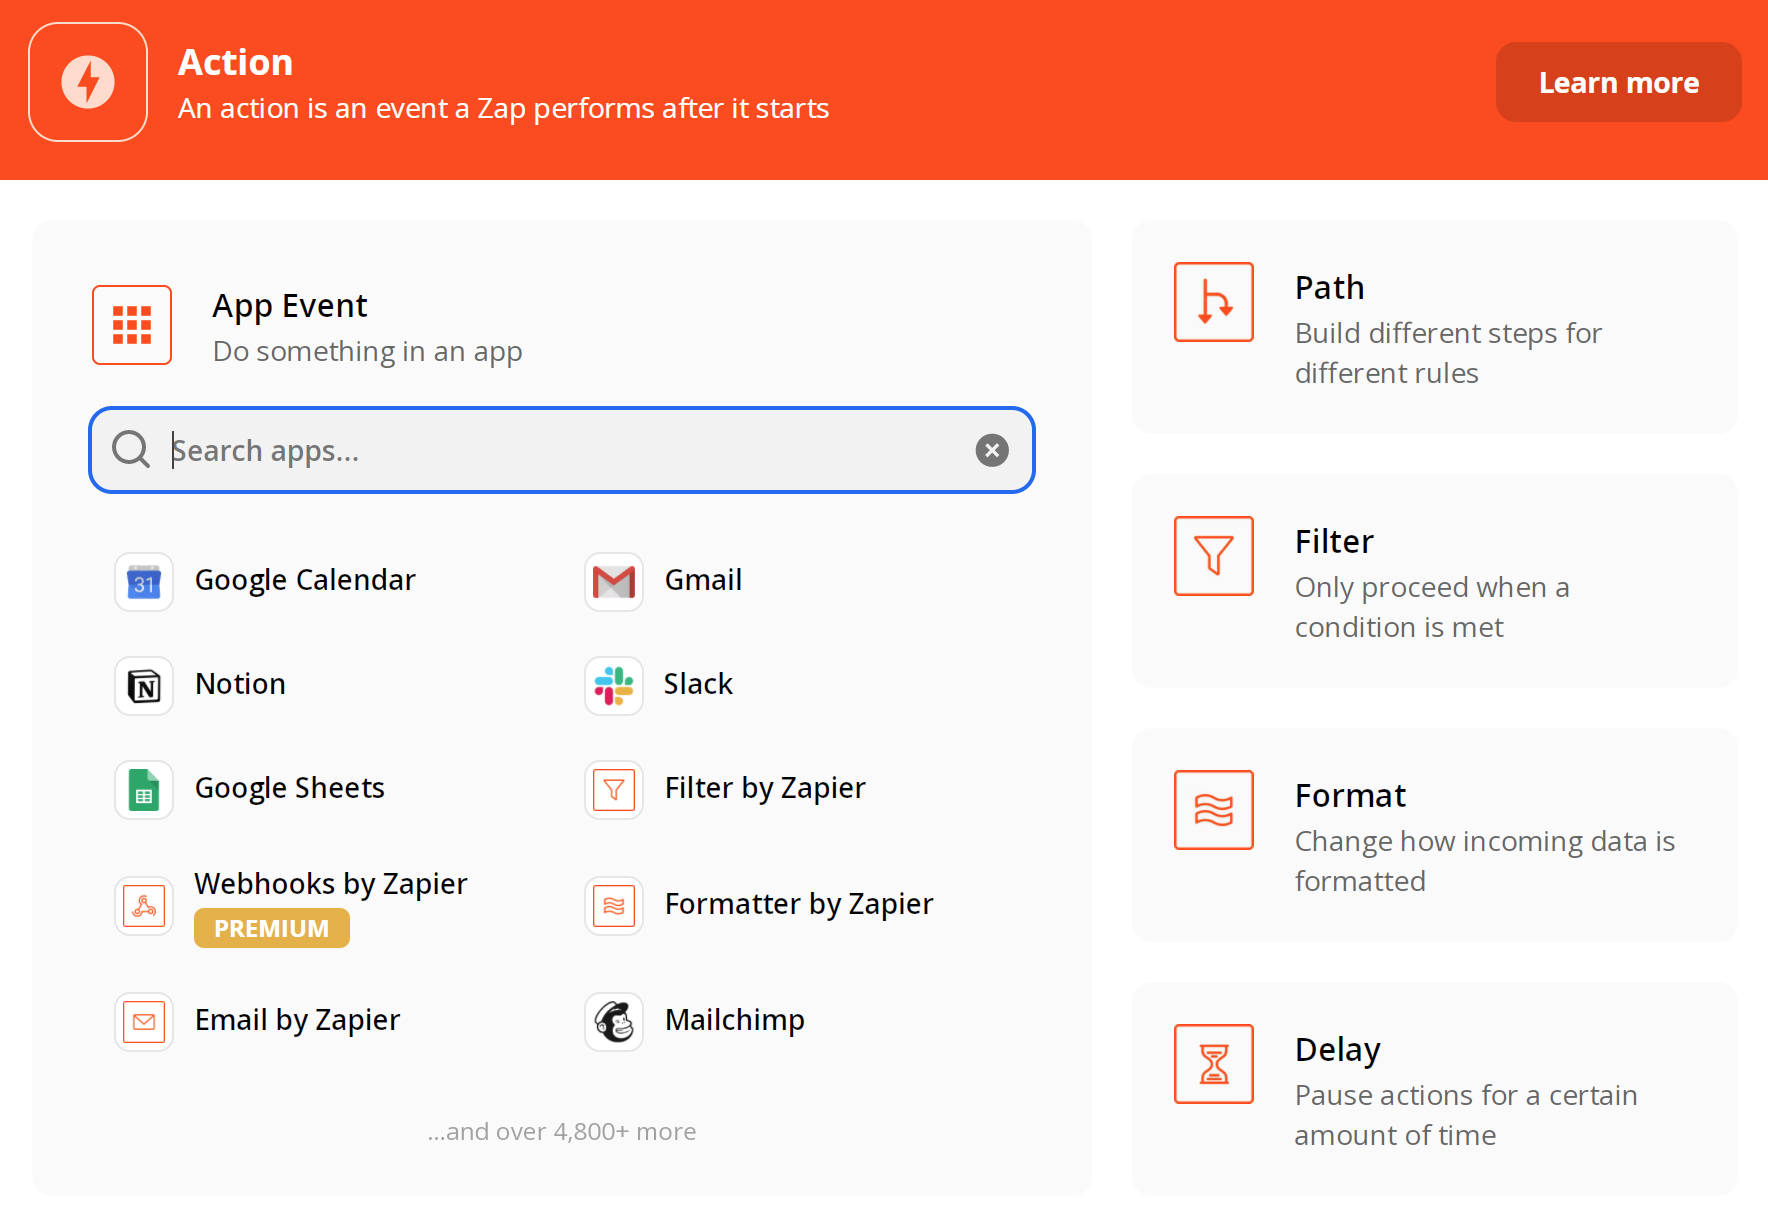 Action
An action is an event a Zap performs after it starts
Learn more
App Event
Do something in an app
Search apps...
31
Google Calendar
Gmail
N
Notion
Slack
Google Sheets
Filter by Zapier
Webhooks by Zapier
PREMIUM
Formatter by Zapier
Email by Zapier
Mailchimp
...and over 4,800+ more
Path
Build different steps for
different rules
Filter
Only proceed when a
condition is met
Format
Change how incoming data is
formatted
Delay
Pause actions for a certain
amount of time